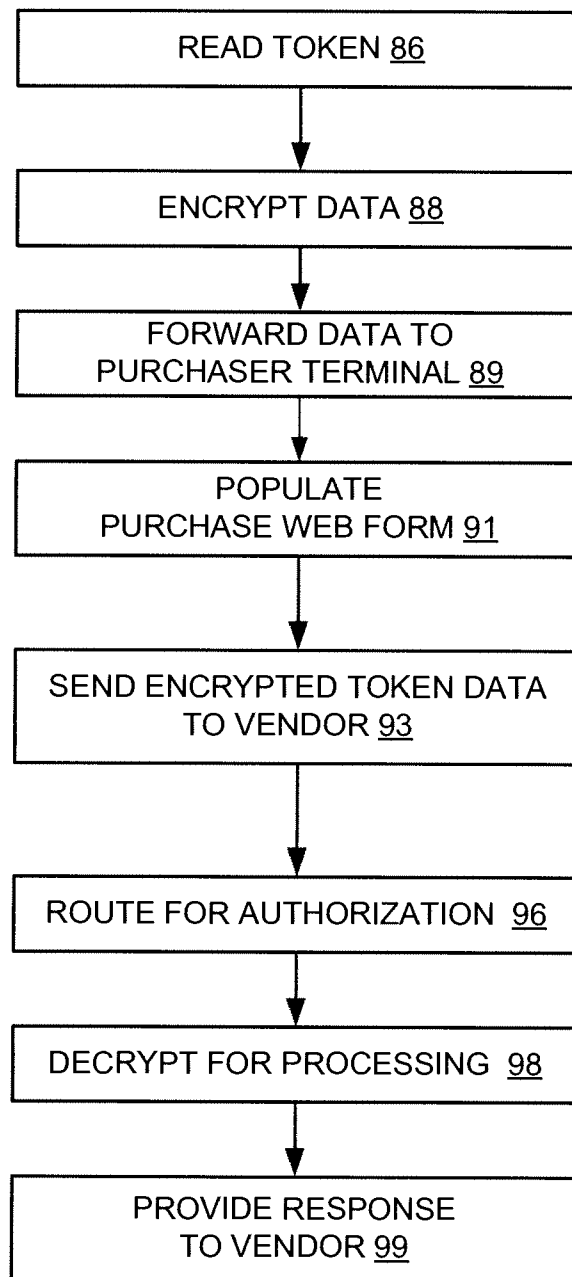 READ TOKEN 86
ENCRYPT DATA 88
FORWARD DATA TO
PURCHASER TERMINAL 89
POPULATE
PURCHASE WEB FORM 91
SEND ENCRYPTED TOKEN DATA
TO VENDOR 93
ROUTE FOR AUTHORIZATION 96
DECRYPT FOR PROCESSING 98
PROVIDE RESPONSE
TO VENDOR 99